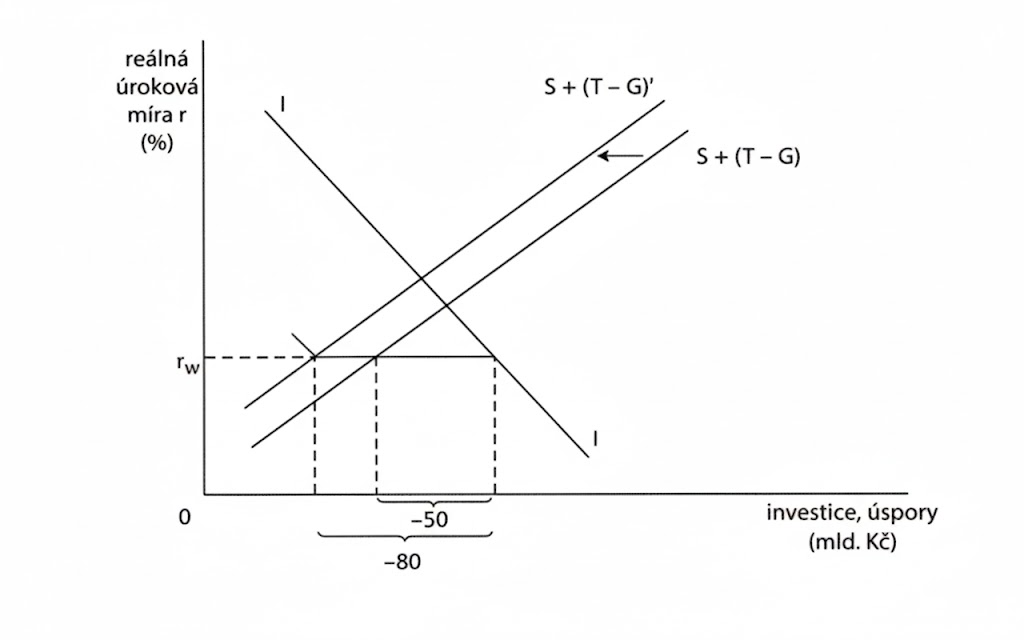 reálná
úroková
míra r
(%)
I
S + (T – G)'
S + (T – G)
r_w
I
0
–50
–80
investice, úspory
(mld. Kč)